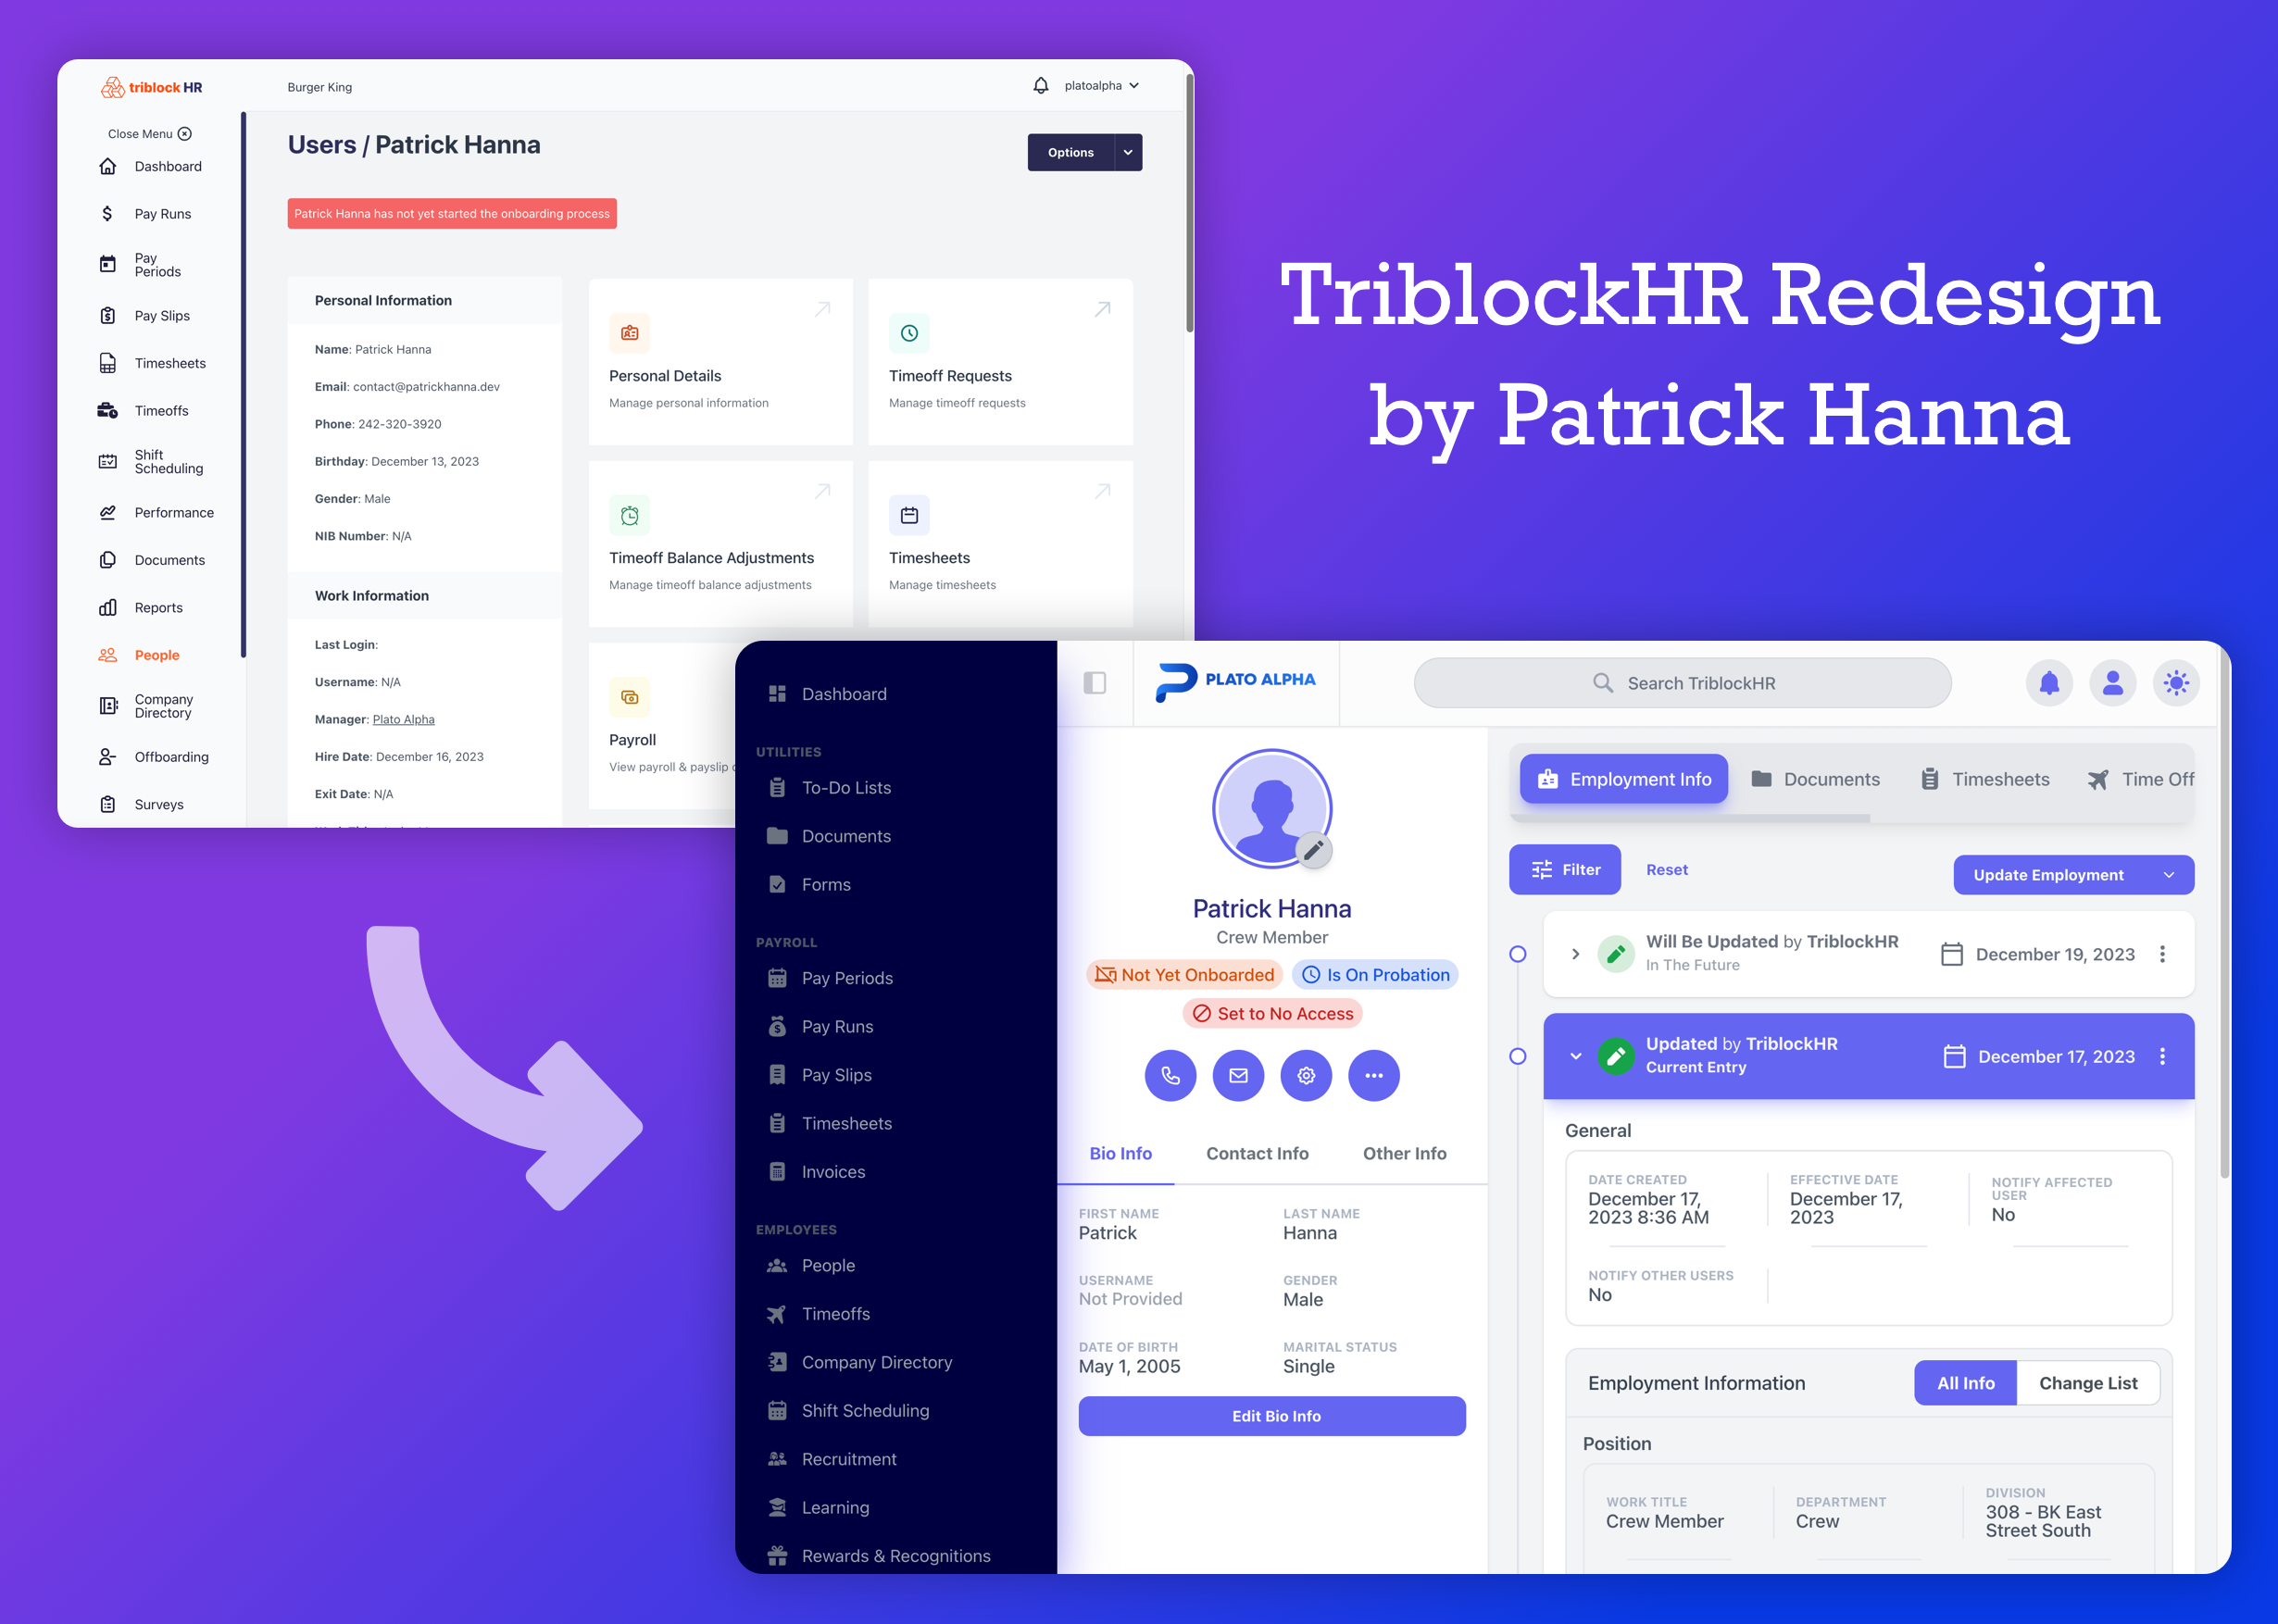 triblock HR
Burger King
platoalpha
Close Menu
Dashboard
Pay Runs
Pay
Periods
Pay Slips
Timesheets
Timeoffs
Shift
Scheduling
Performance
Documents
Reports
People
Company
Directory
Offboarding
Surveys
Users / Patrick Hanna
Options
Patrick Hanna has not yet started the onboarding process
Personal Information
Name: Patrick Hanna
Email: contact@patrickhanna.dev
Phone: 242-320-3920
Birthday: December 13, 2023
Gender: Male
NIB Number: N/A
Work Information
Last Login:
Username: N/A
Manager: Plato Alpha
Hire Date: December 16, 2023
Exit Date: N/A
Personal Details
Manage personal information
Timeoff Requests
Manage timeoff requests
Timeoff Balance Adjustments
Manage timeoff balance adjustments
Timesheets
Manage timesheets
Payroll
View payroll & payslip
TriblockHR Redesign
by Patrick Hanna
Dashboard
UTILITIES
To-Do Lists
Documents
Forms
PAYROLL
Pay Periods
Pay Runs
Pay Slips
Timesheets
Invoices
EMPLOYEES
People
Timeoffs
Company Directory
Shift Scheduling
Recruitment
Learning
Rewards & Recognitions
PLATO ALPHA
Search TriblockHR
Patrick Hanna
Crew Member
Not Yet Onboarded
Is On Probation
Set to No Access
Bio Info
Contact Info
Other Info
FIRST NAME
Patrick
LAST NAME
Hanna
USERNAME
Not Provided
GENDER
Male
DATE OF BIRTH
May 1, 2005
MARITAL STATUS
Single
Edit Bio Info
Employment Info
Documents
Timesheets
Time Off
Filter
Reset
Update Employment
Will Be Updated by TriblockHR
In The Future
December 19, 2023
Updated by TriblockHR
Current Entry
December 17, 2023
General
DATE CREATED
December 17,
2023 8:36 AM
EFFECTIVE DATE
December 17,
2023
NOTIFY AFFECTED
USER
No
NOTIFY OTHER USERS
No
Employment Information
All Info
Change List
Position
WORK TITLE
Crew Member
DEPARTMENT
Crew
DIVISION
308 - BK East
Street South